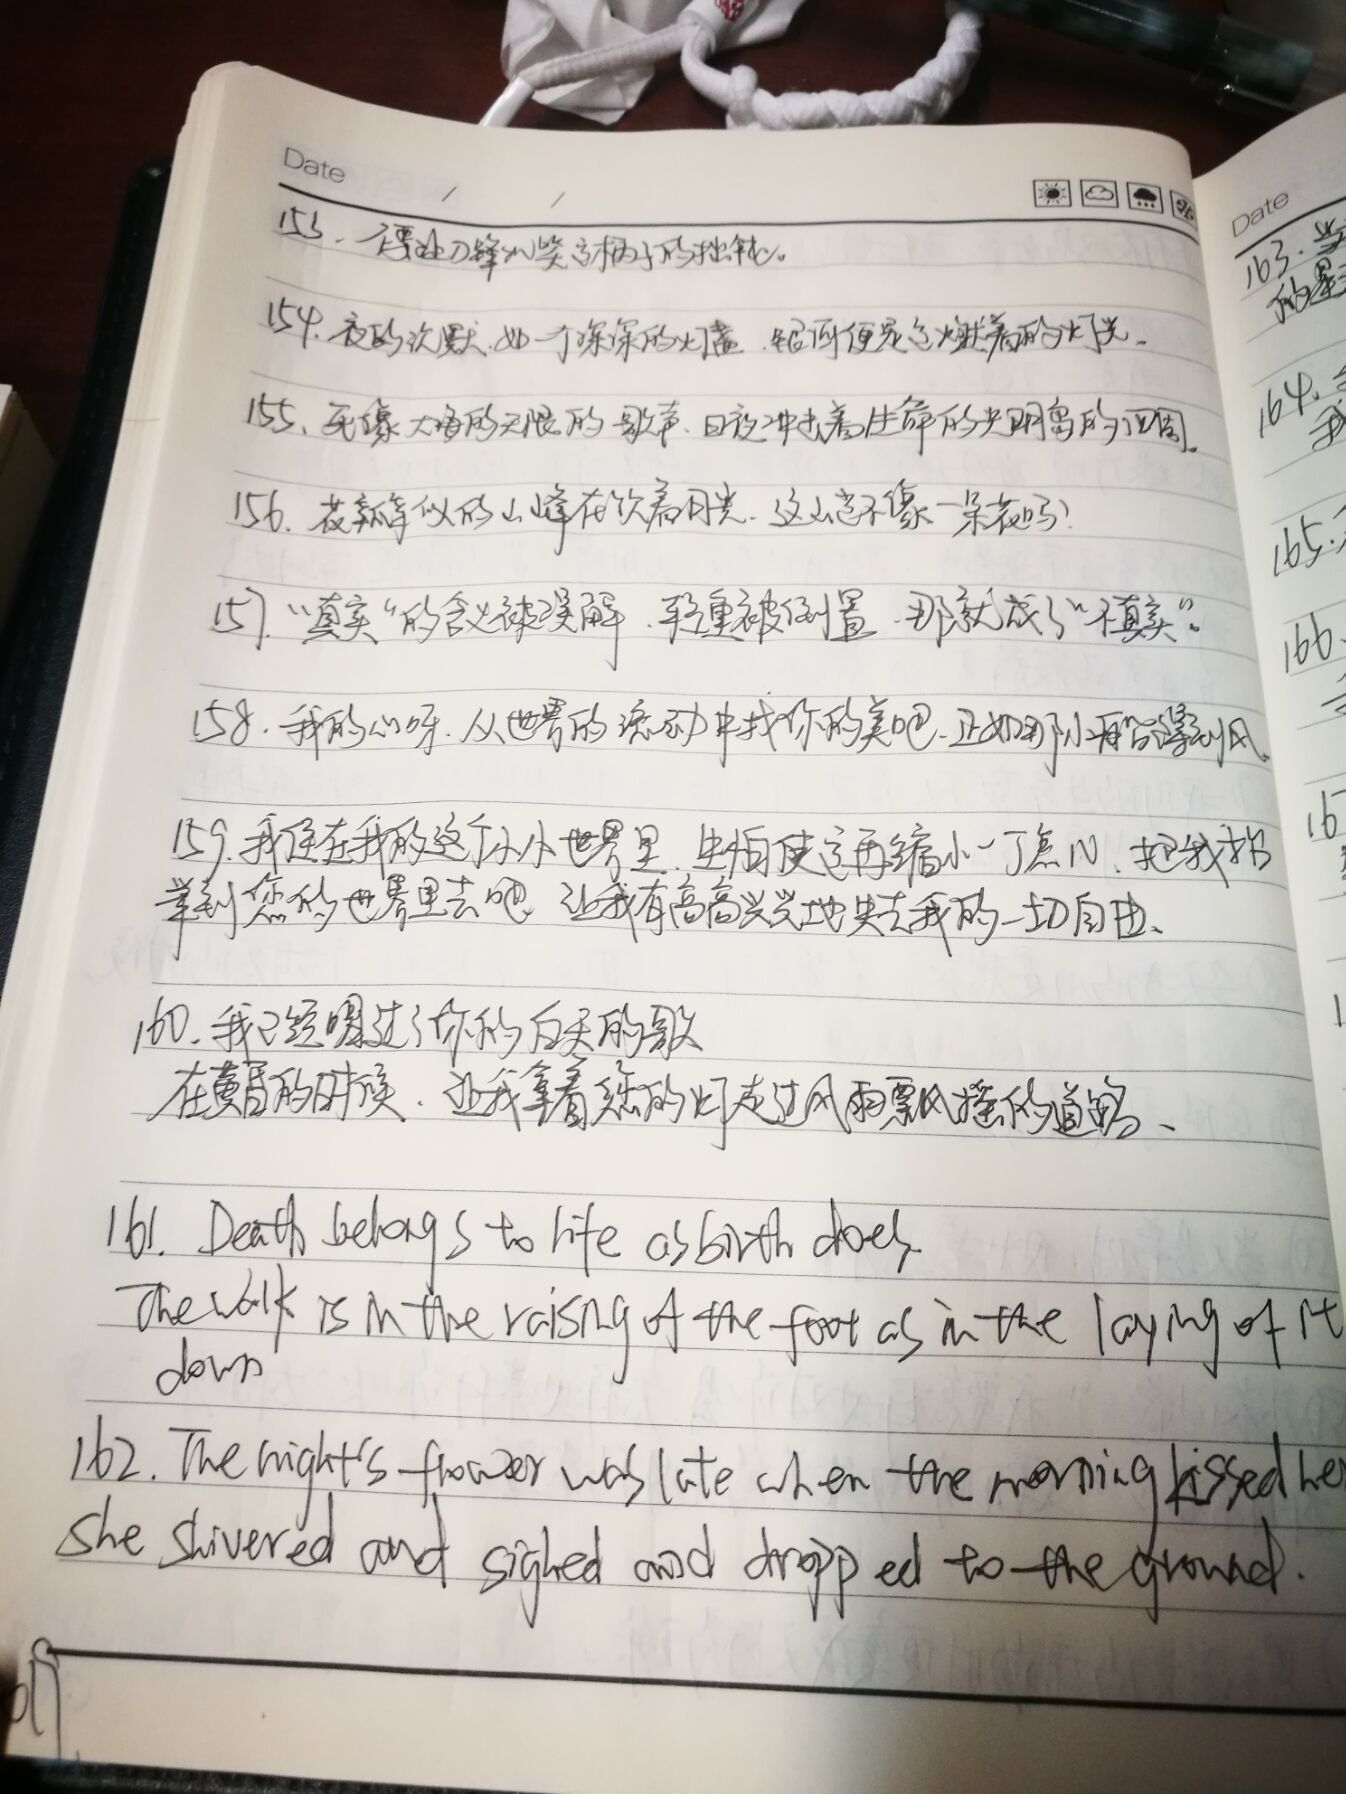 Date / /
153. 不要让刀锋讥笑它柄子的拙钝。
154. 夜的沉默、如一个深深的灯盏、银河便是它燃着的灯光。
155. 死像大海的无限的歌声、日夜冲击着生命的光明岛的四周。
156. 花瓣似的山峰在饮着日光、这山岂不像一朵花吗?
157. “真实”的含义被误解、轻重被倒置、那就成了“不真实”。
158. 我的心呀、从世界的流动中找你的美吧、正如那小船得到风
159. 我住在我的这个小小世界里、生怕使它再缩小一丁点儿、把我抬
举到您的世界里去吧 让我有高高兴兴地失去我的一切自由、
160. 我已经唱过了你的白天的歌
在黄昏的时候、让我拿着您的灯走过风雨飘摇的道路、
161. Death belongs to life as birth does.
The walk is in the raising of the foot as in the laying of it
down
162. The night's flower was late when the morning kissed her
she shivered and sighed and dropped to the ground.
Date
163.
的星
164.
我
165.
166.